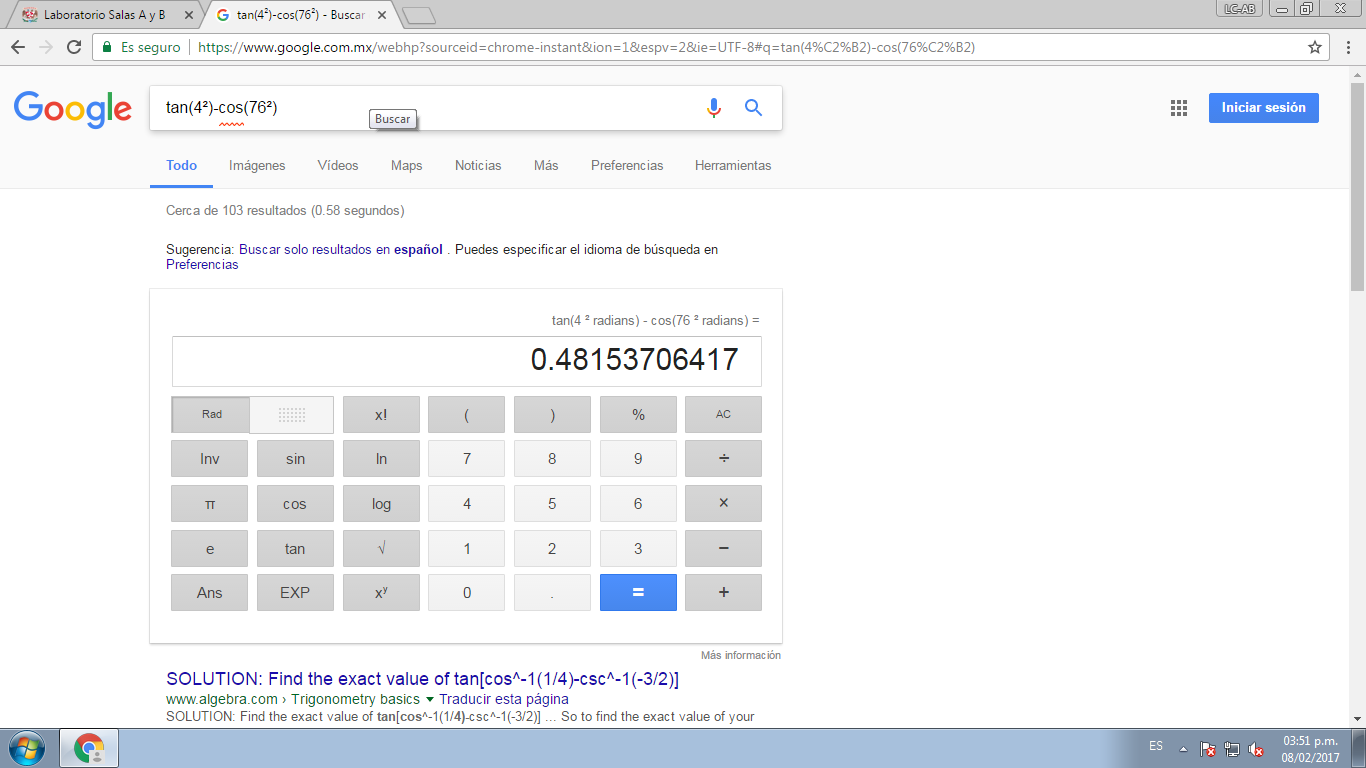 Laboratorio Salas A y B
tan(4²)-cos(76²) - Buscar
LC-AB
Es seguro
https://www.google.com.mx/webhp?sourceid=chrome-instant&ion=1&espv=2&ie=UTF-8#q=tan(4%C2%B2)-cos(76%C2%B2)
Google
tan(4²)-cos(76²)
Buscar
Iniciar sesión
Todo Imágenes Vídeos Maps Noticias Más Preferencias Herramientas
Cerca de 103 resultados (0.58 segundos)
Sugerencia: Buscar solo resultados en español . Puedes especificar el idioma de búsqueda en
Preferencias
tan(4 ² radians) - cos(76 ² radians) =
0.48153706417
Rad x! ( ) % AC
Inv sin ln 7 8 9 ÷
π cos log 4 5 6 ×
e tan √ 1 2 3 −
Ans EXP xʸ 0 . = +
Más información
SOLUTION: Find the exact value of tan[cos^-1(1/4)-csc^-1(-3/2)]
www.algebra.com › Trigonometry basics ▾ Traducir esta página
SOLUTION: Find the exact value of tan[cos^-1(1/4)-csc^-1(-3/2)] ... So to find the exact value of your
ES
03:51 p.m.
08/02/2017